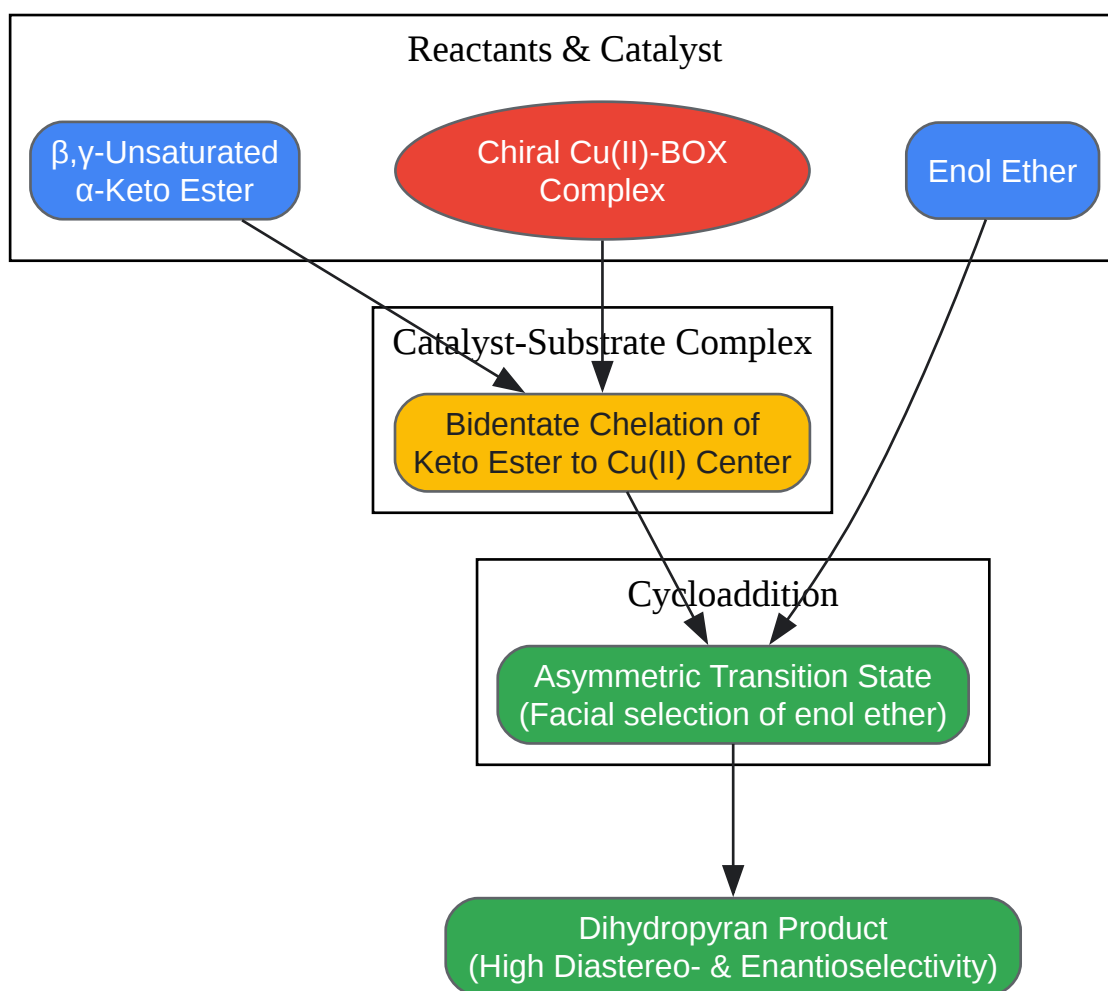 Reactants & Catalyst
β,γ-Unsaturated
α-Keto Ester
Chiral Cu(II)-BOX
Complex
Enol Ether
Catalyst-Substrate Complex
Bidentate Chelation of
Keto Ester to Cu(II) Center
Cycloaddition
Asymmetric Transition State
(Facial selection of enol ether)
Dihydropyran Product
(High Diastereo- & Enantioselectivity)